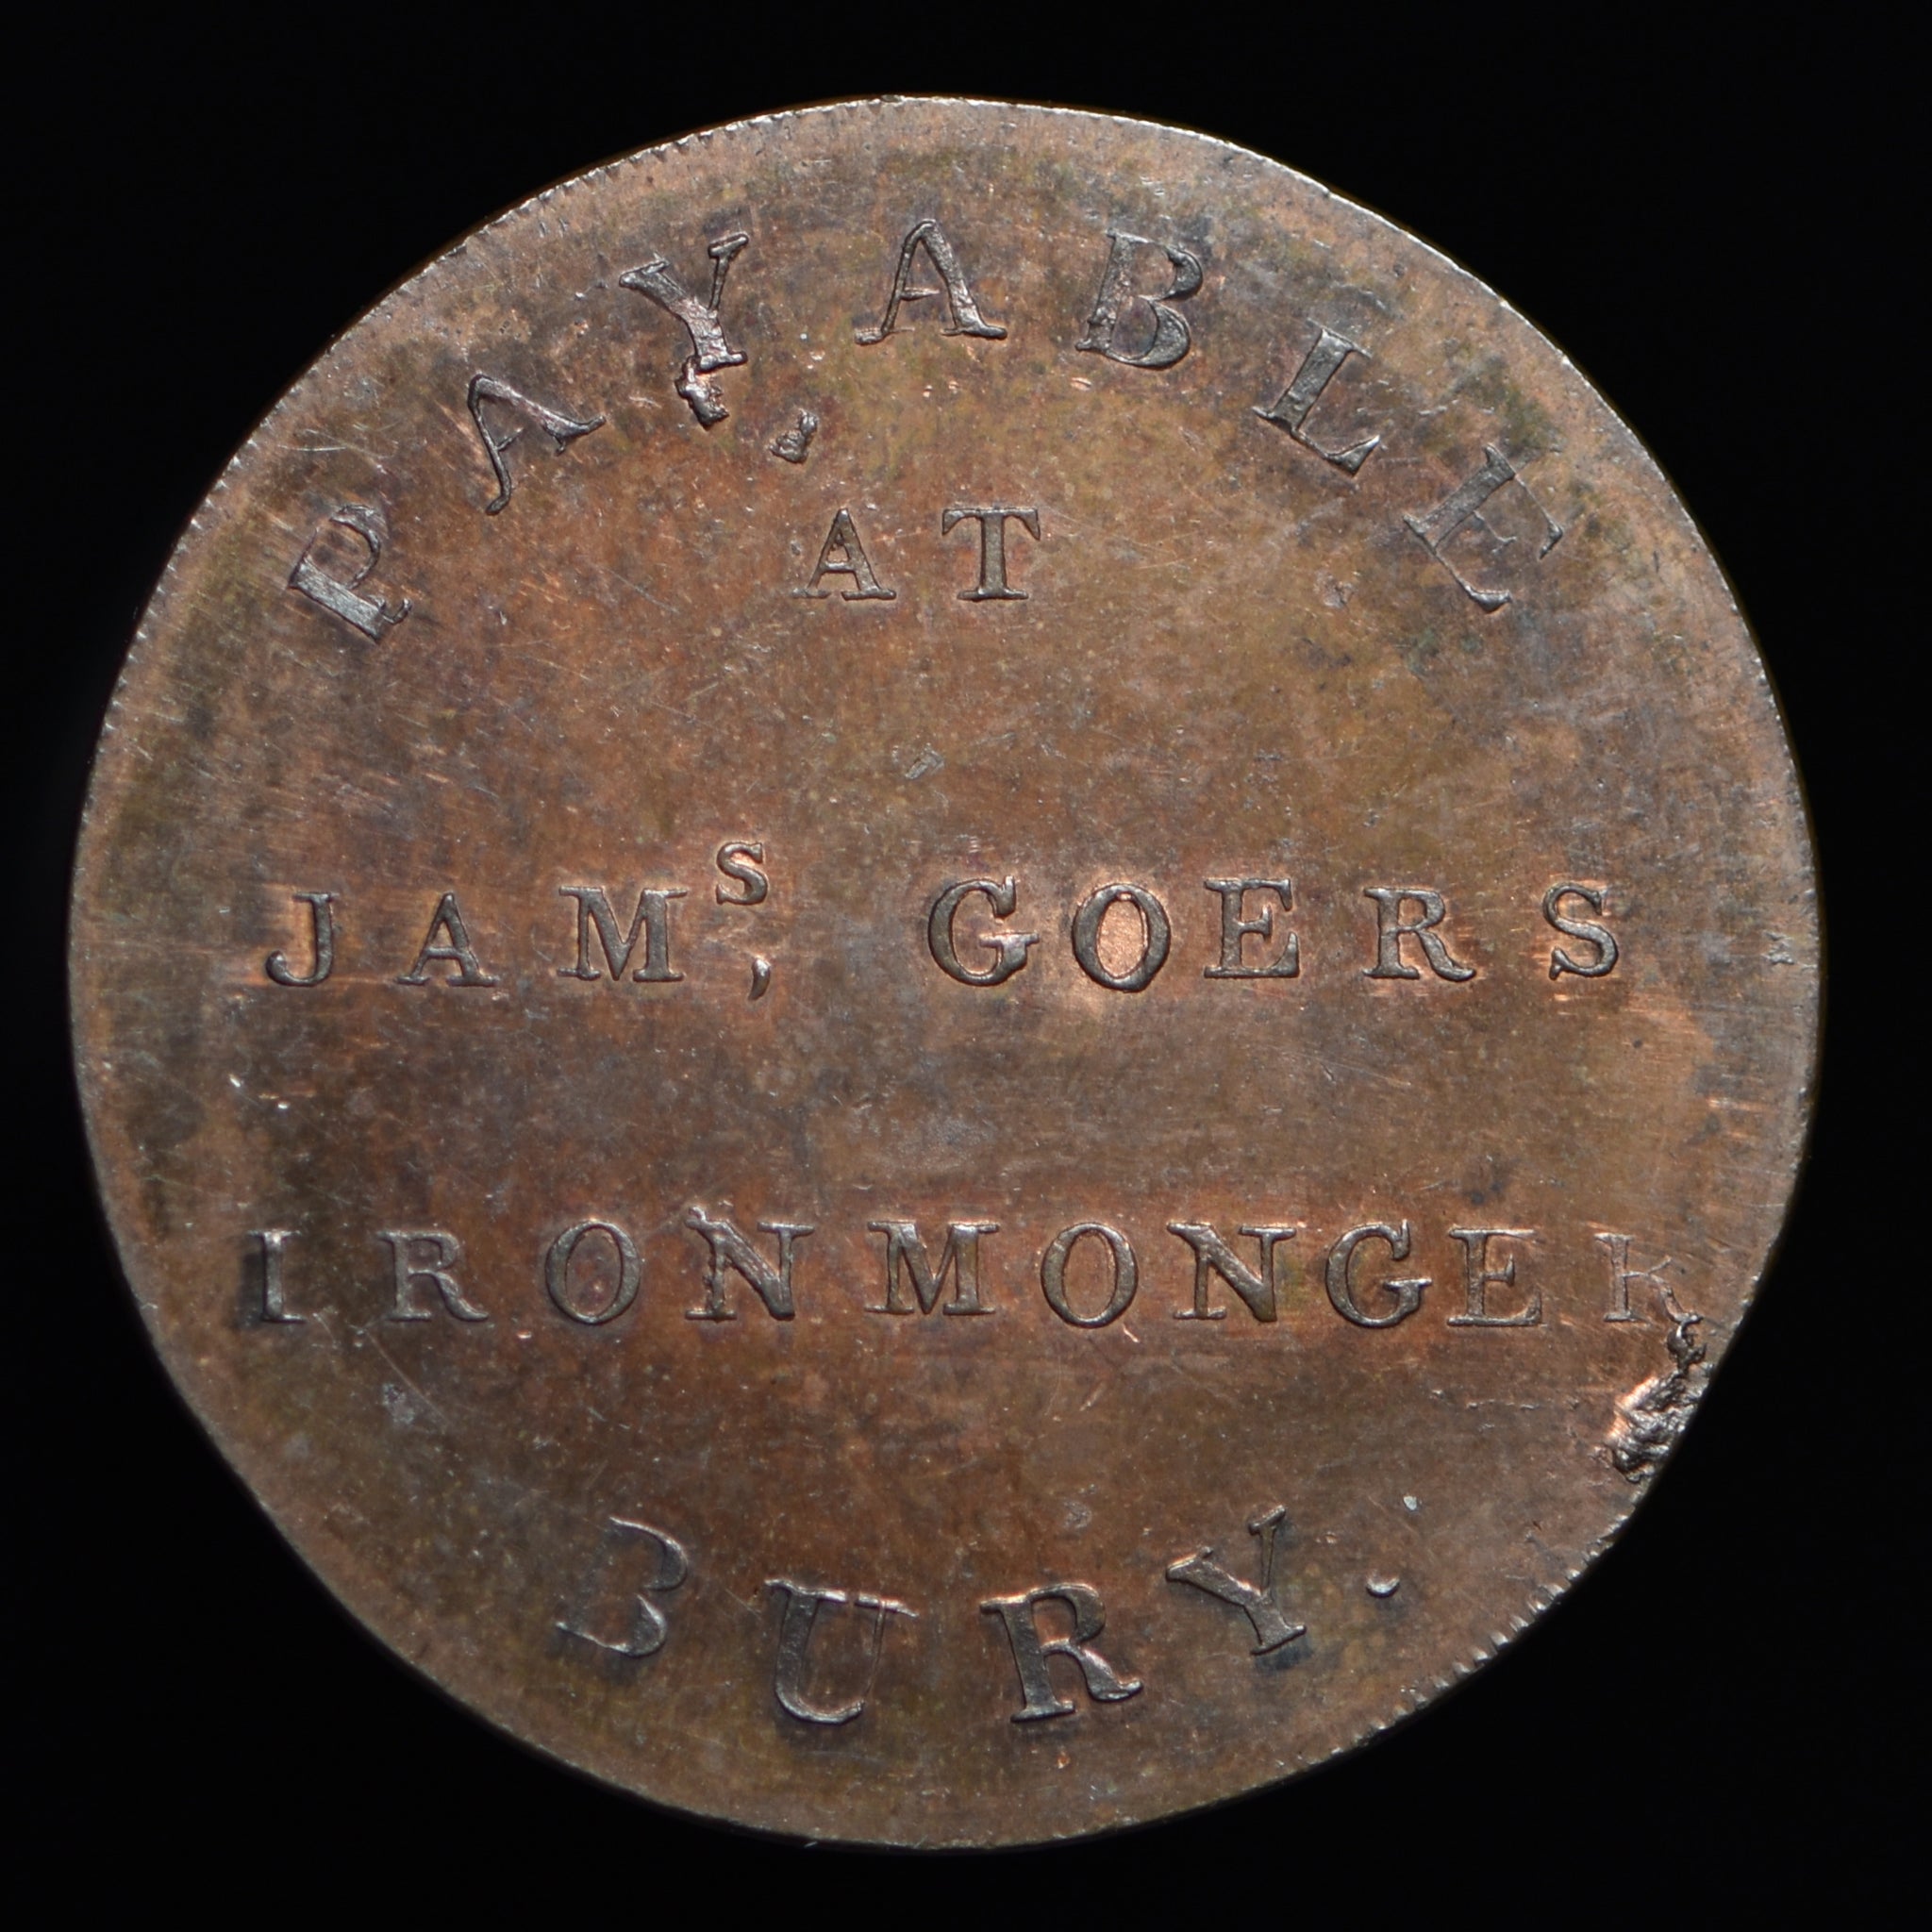 PAYABLE
AT
JAMˢ, GOERS
IRONMONGER
BURY.